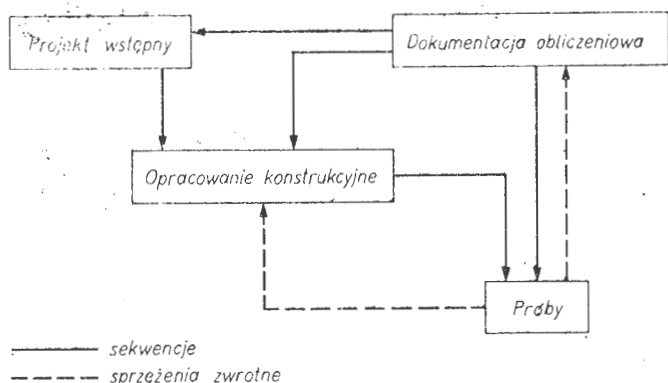 Projekt wstępny
Dokumentacja obliczeniowa
Opracowanie konstrukcyjne
Próby
sekwencje
sprzężenia zwrotne